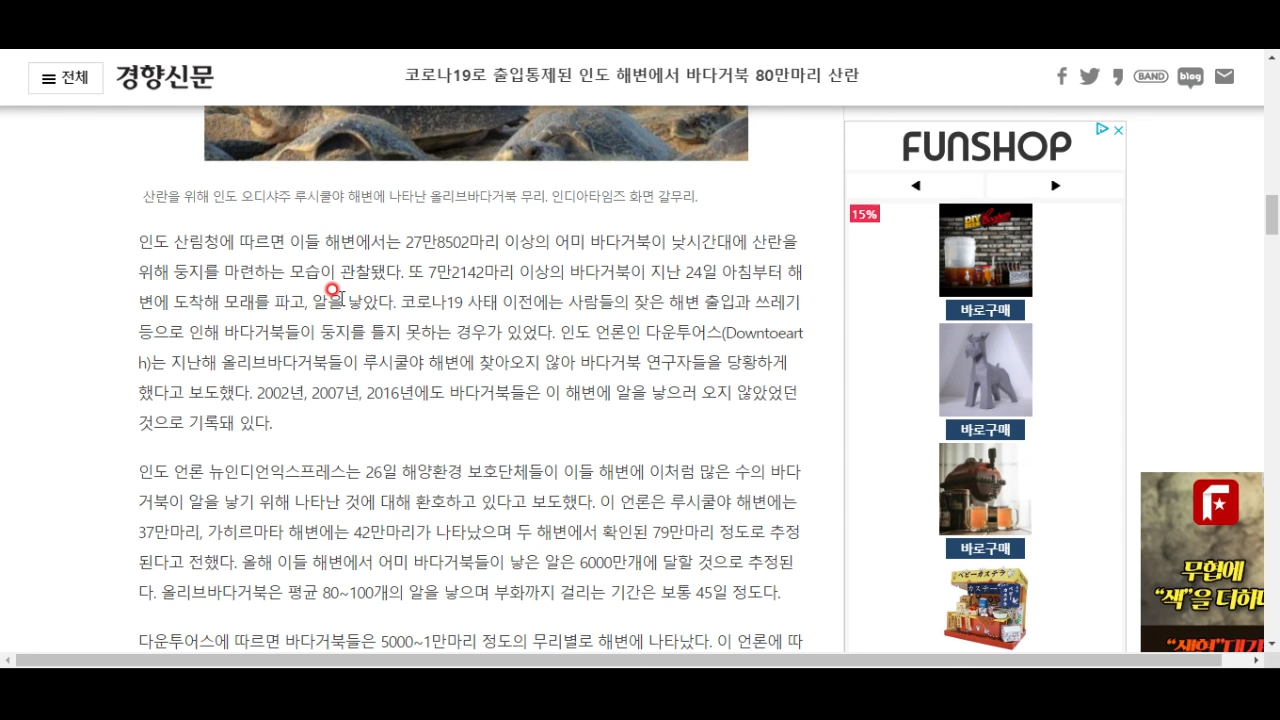 전체
경향신문
코로나19로 출입통제된 인도 해변에서 바다거북 80만마리 산란
BAND
blog
FUNSHOP
산란을 위해 인도 오디샤주 루시쿨야 해변에 나타난 올리브바다거북 무리. 인디아타임즈 화면 갈무리.
인도 산림청에 따르면 이들 해변에서는 27만8502마리 이상의 어미 바다거북이 낮시간대에 산란을
위해 둥지를 마련하는 모습이 관찰됐다. 또 7만2142마리 이상의 바다거북이 지난 24일 아침부터 해
변에 도착해 모래를 파고, 알을 낳았다. 코로나19 사태 이전에는 사람들의 잦은 해변 출입과 쓰레기
등으로 인해 바다거북들이 둥지를 틀지 못하는 경우가 있었다. 인도 언론인 다운투어스(Downtoeart
h)는 지난해 올리브바다거북들이 루시쿨야 해변에 찾아오지 않아 바다거북 연구자들을 당황하게
했다고 보도했다. 2002년, 2007년, 2016년에도 바다거북들은 이 해변에 알을 낳으러 오지 않았었던
것으로 기록돼 있다.
인도 언론 뉴인디언익스프레스는 26일 해양환경 보호단체들이 이들 해변에 이처럼 많은 수의 바다
거북이 알을 낳기 위해 나타난 것에 대해 환호하고 있다고 보도했다. 이 언론은 루시쿨야 해변에는
37만마리, 가히르마타 해변에는 42만마리가 나타났으며 두 해변에서 확인된 79만마리 정도로 추정
된다고 전했다. 올해 이들 해변에서 어미 바다거북들이 낳은 알은 6000만개에 달할 것으로 추정된
다. 올리브바다거북은 평균 80~100개의 알을 낳으며 부화까지 걸리는 기간은 보통 45일 정도다.
다운투어스에 따르면 바다거북들은 5000~1만마리 정도의 무리별로 해변에 나타났다. 이 언론에 따
15%
바로구매
바로구매
바로구매
ベビーカステラ
무협에
"색"을 더하